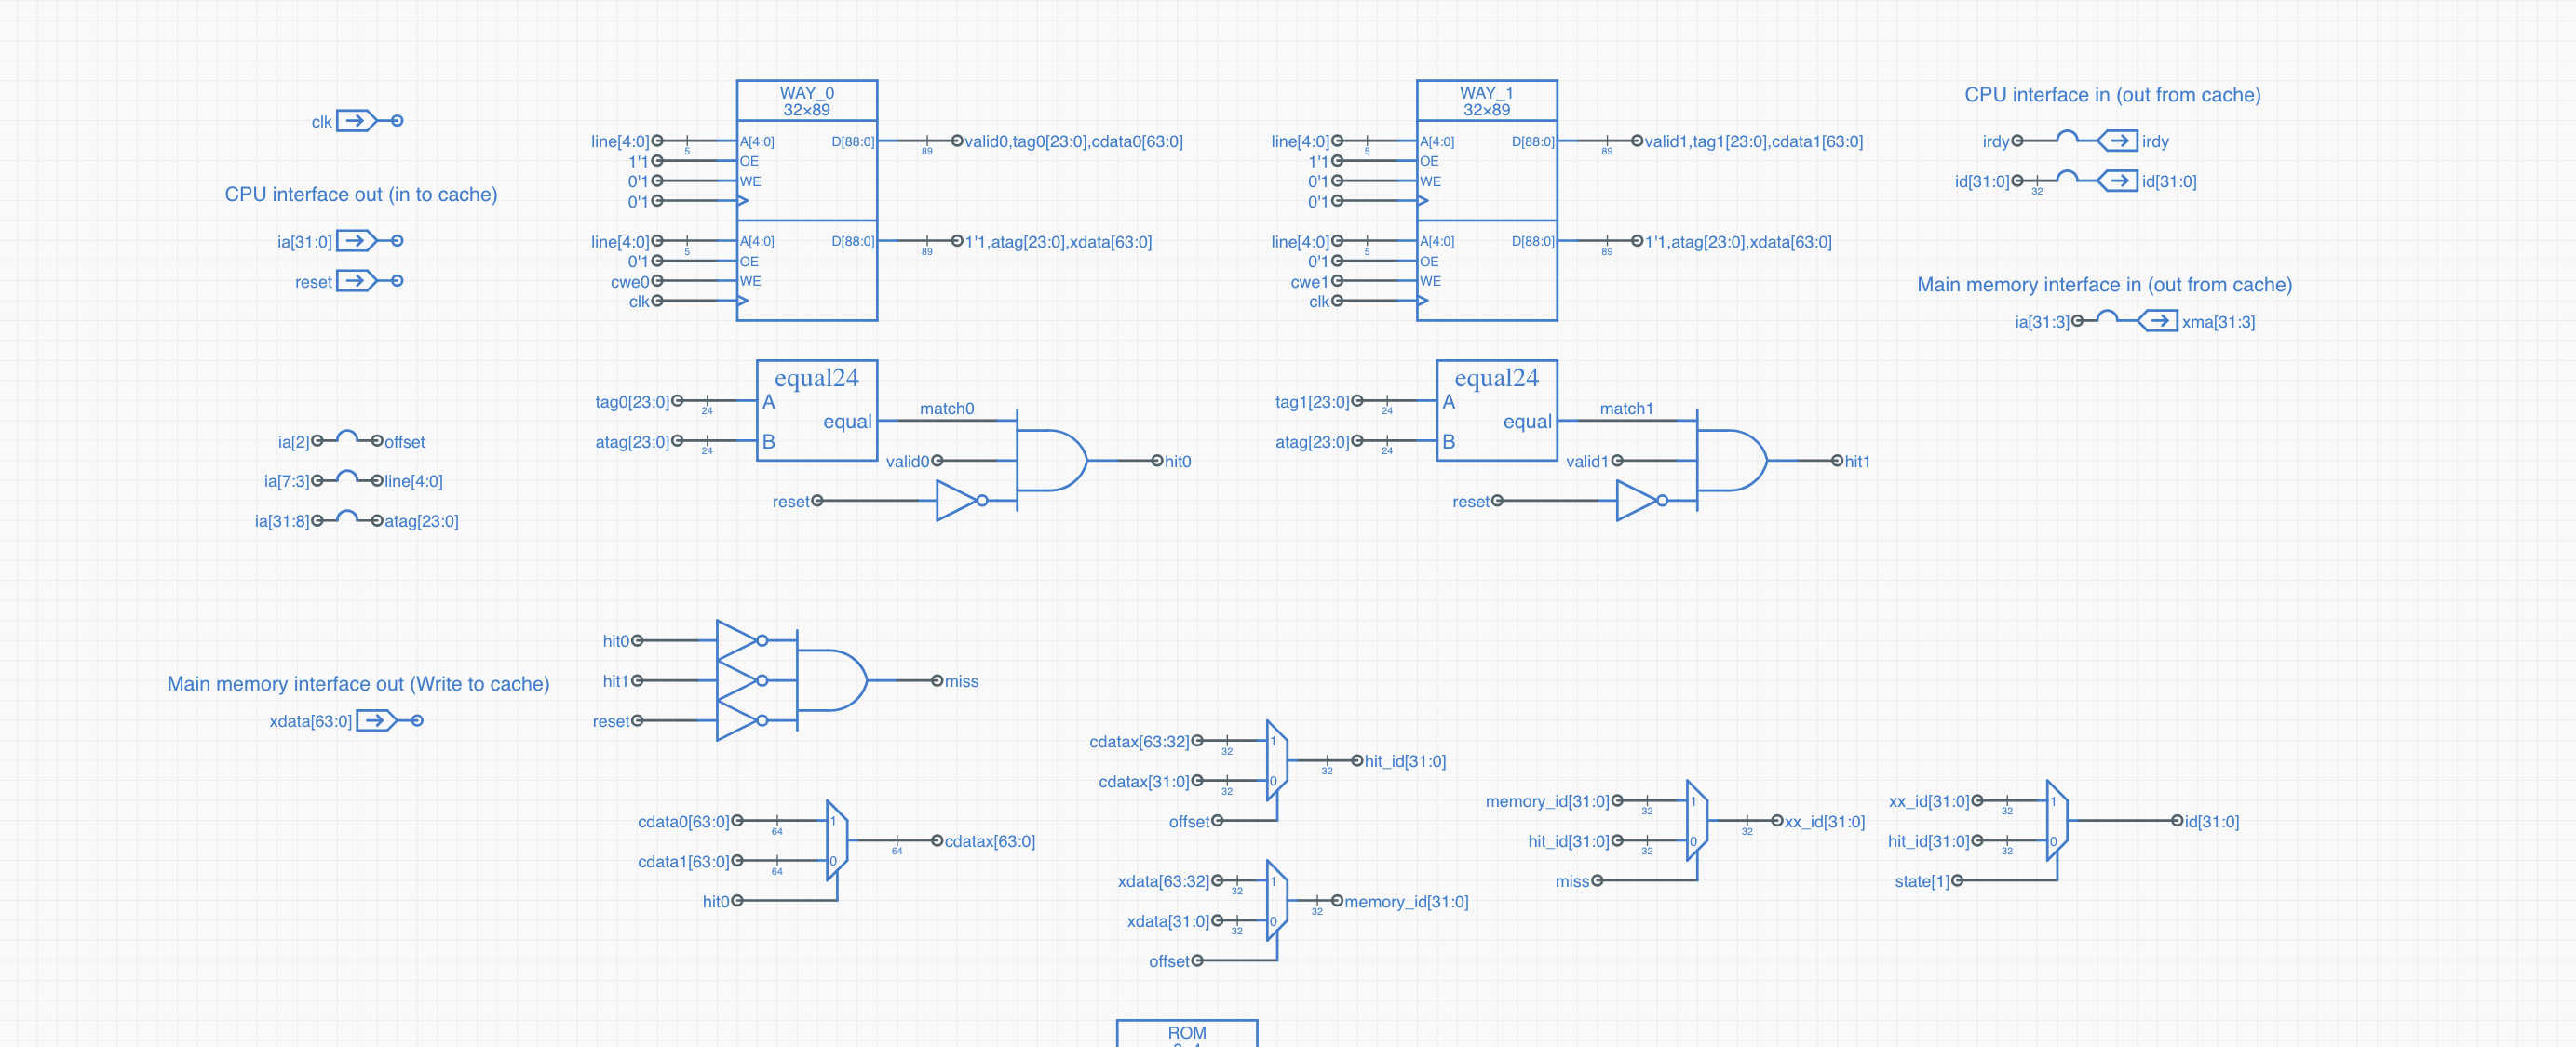 clk
CPU interface out (in to cache)
ia[31:0]
reset
ia[2] offset
ia[7:3] line[4:0]
ia[31:8] atag[23:0]
Main memory interface out (Write to cache)
xdata[63:0]
WAY_0
32×89
line[4:0] 5 A[4:0] D[88:0] 89 valid0,tag0[23:0],cdata0[63:0]
1'1 OE
0'1 WE
0'1
line[4:0] 5 A[4:0] D[88:0] 89 1'1,atag[23:0],xdata[63:0]
0'1 OE
cwe0 WE
clk
equal24
tag0[23:0] 24 A
equal match0
atag[23:0] 24 B
valid0 hit0
reset
WAY_1
32×89
line[4:0] 5 A[4:0] D[88:0] 89 valid1,tag1[23:0],cdata1[63:0]
1'1 OE
0'1 WE
0'1
line[4:0] 5 A[4:0] D[88:0] 89 1'1,atag[23:0],xdata[63:0]
0'1 OE
cwe1 WE
clk
equal24
tag1[23:0] 24 A
equal match1
atag[23:0] 24 B
valid1 hit1
reset
CPU interface in (out from cache)
irdy irdy
id[31:0] 32 id[31:0]
Main memory interface in (out from cache)
ia[31:3] xma[31:3]
hit0
hit1 miss
reset
cdata0[63:0] 64 1
64 cdatax[63:0]
cdata1[63:0] 64 0
hit0
cdatax[63:32] 32 1
32 hit_id[31:0]
cdatax[31:0] 32 0
offset
xdata[63:32] 32 1
32 memory_id[31:0]
xdata[31:0] 32 0
offset
memory_id[31:0] 32 1
32 xx_id[31:0]
hit_id[31:0] 32 0
miss
xx_id[31:0] 32 1
id[31:0]
hit_id[31:0] 32 0
state[1]
ROM